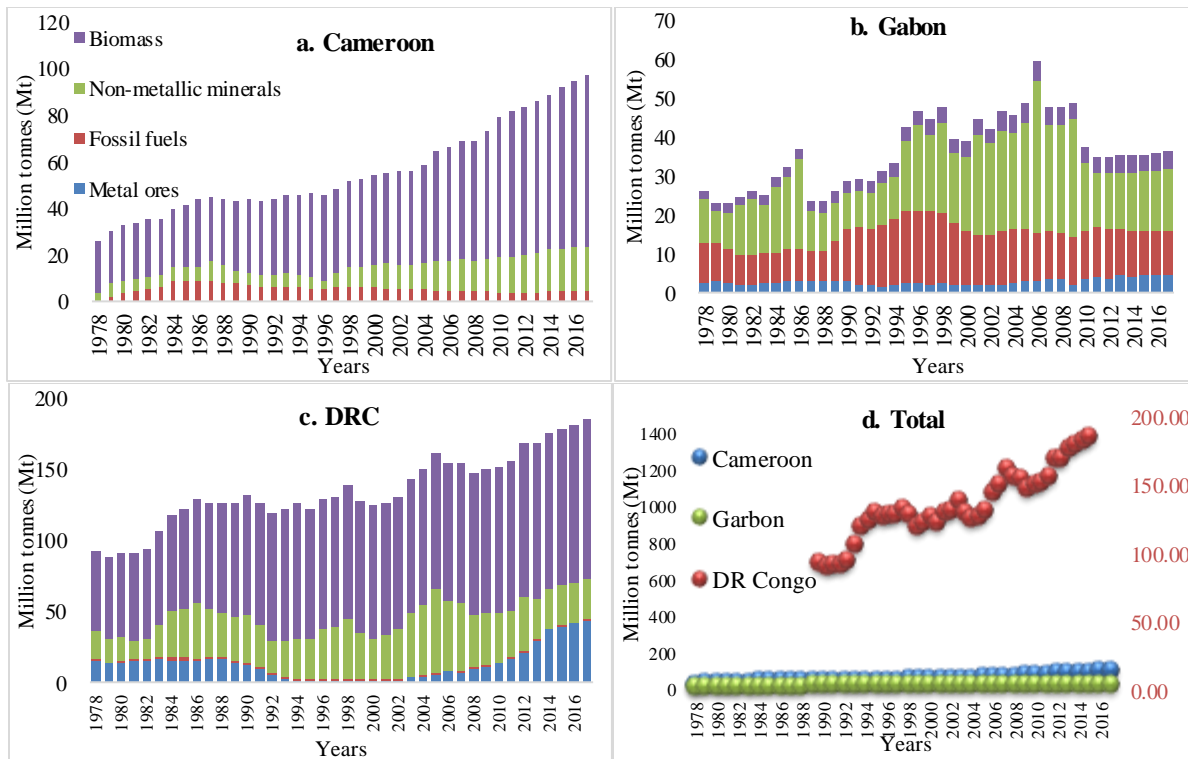 a. Cameroon
Million tonnes (Mt)
120
100
80
60
40
20
0
Biomass
Non-metallic minerals
Fossil fuels
Metal ores
1978 1980 1982 1984 1986 1988 1990 1992 1994 1996 1998 2000 2002 2004 2006 2008 2010 2012 2014 2016
Years
b. Gabon
Million tonnes (Mt)
70
60
50
40
30
20
10
0
1978 1980 1982 1984 1986 1988 1990 1992 1994 1996 1998 2000 2002 2004 2006 2008 2010 2012 2014 2016
Years
c. DRC
Million tonnes (Mt)
200
150
100
50
0
1978 1980 1982 1984 1986 1988 1990 1992 1994 1996 1998 2000 2002 2004 2006 2008 2010 2012 2014 2016
Years
d. Total
Million tonnes (Mt)
1400
1200
1000
800
600
400
200
0
Cameroon
Garbon
DR Congo
200.00
150.00
100.00
50.00
0.00
1978 1980 1982 1984 1986 1988 1990 1992 1994 1996 1998 2000 2002 2004 2006 2008 2010 2012 2014 2016
Years